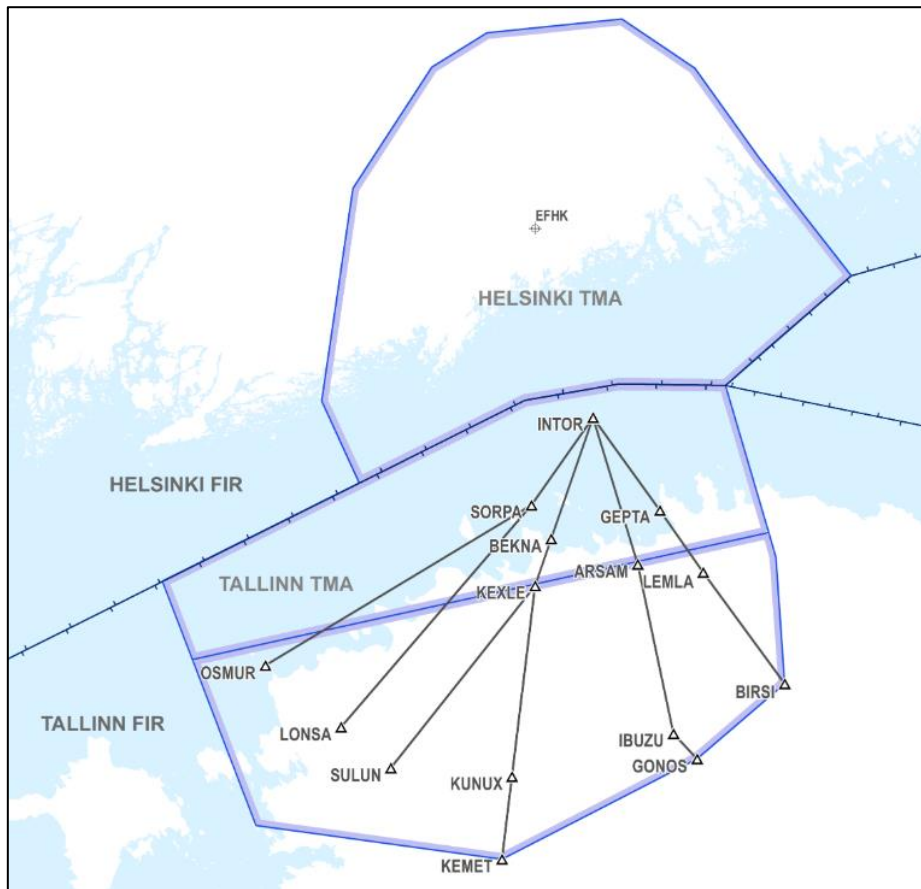 EFHK
HELSINKI TMA
INTOR
HELSINKI FIR
SORPA
GEPTA
BEKNA
ARSAM
LEMLA
TALLINN TMA
KEXLE
OSMUR
BIRSI
TALLINN FIR
LONSA
IBUZU
GONOS
SULUN
KUNUX
KEMET